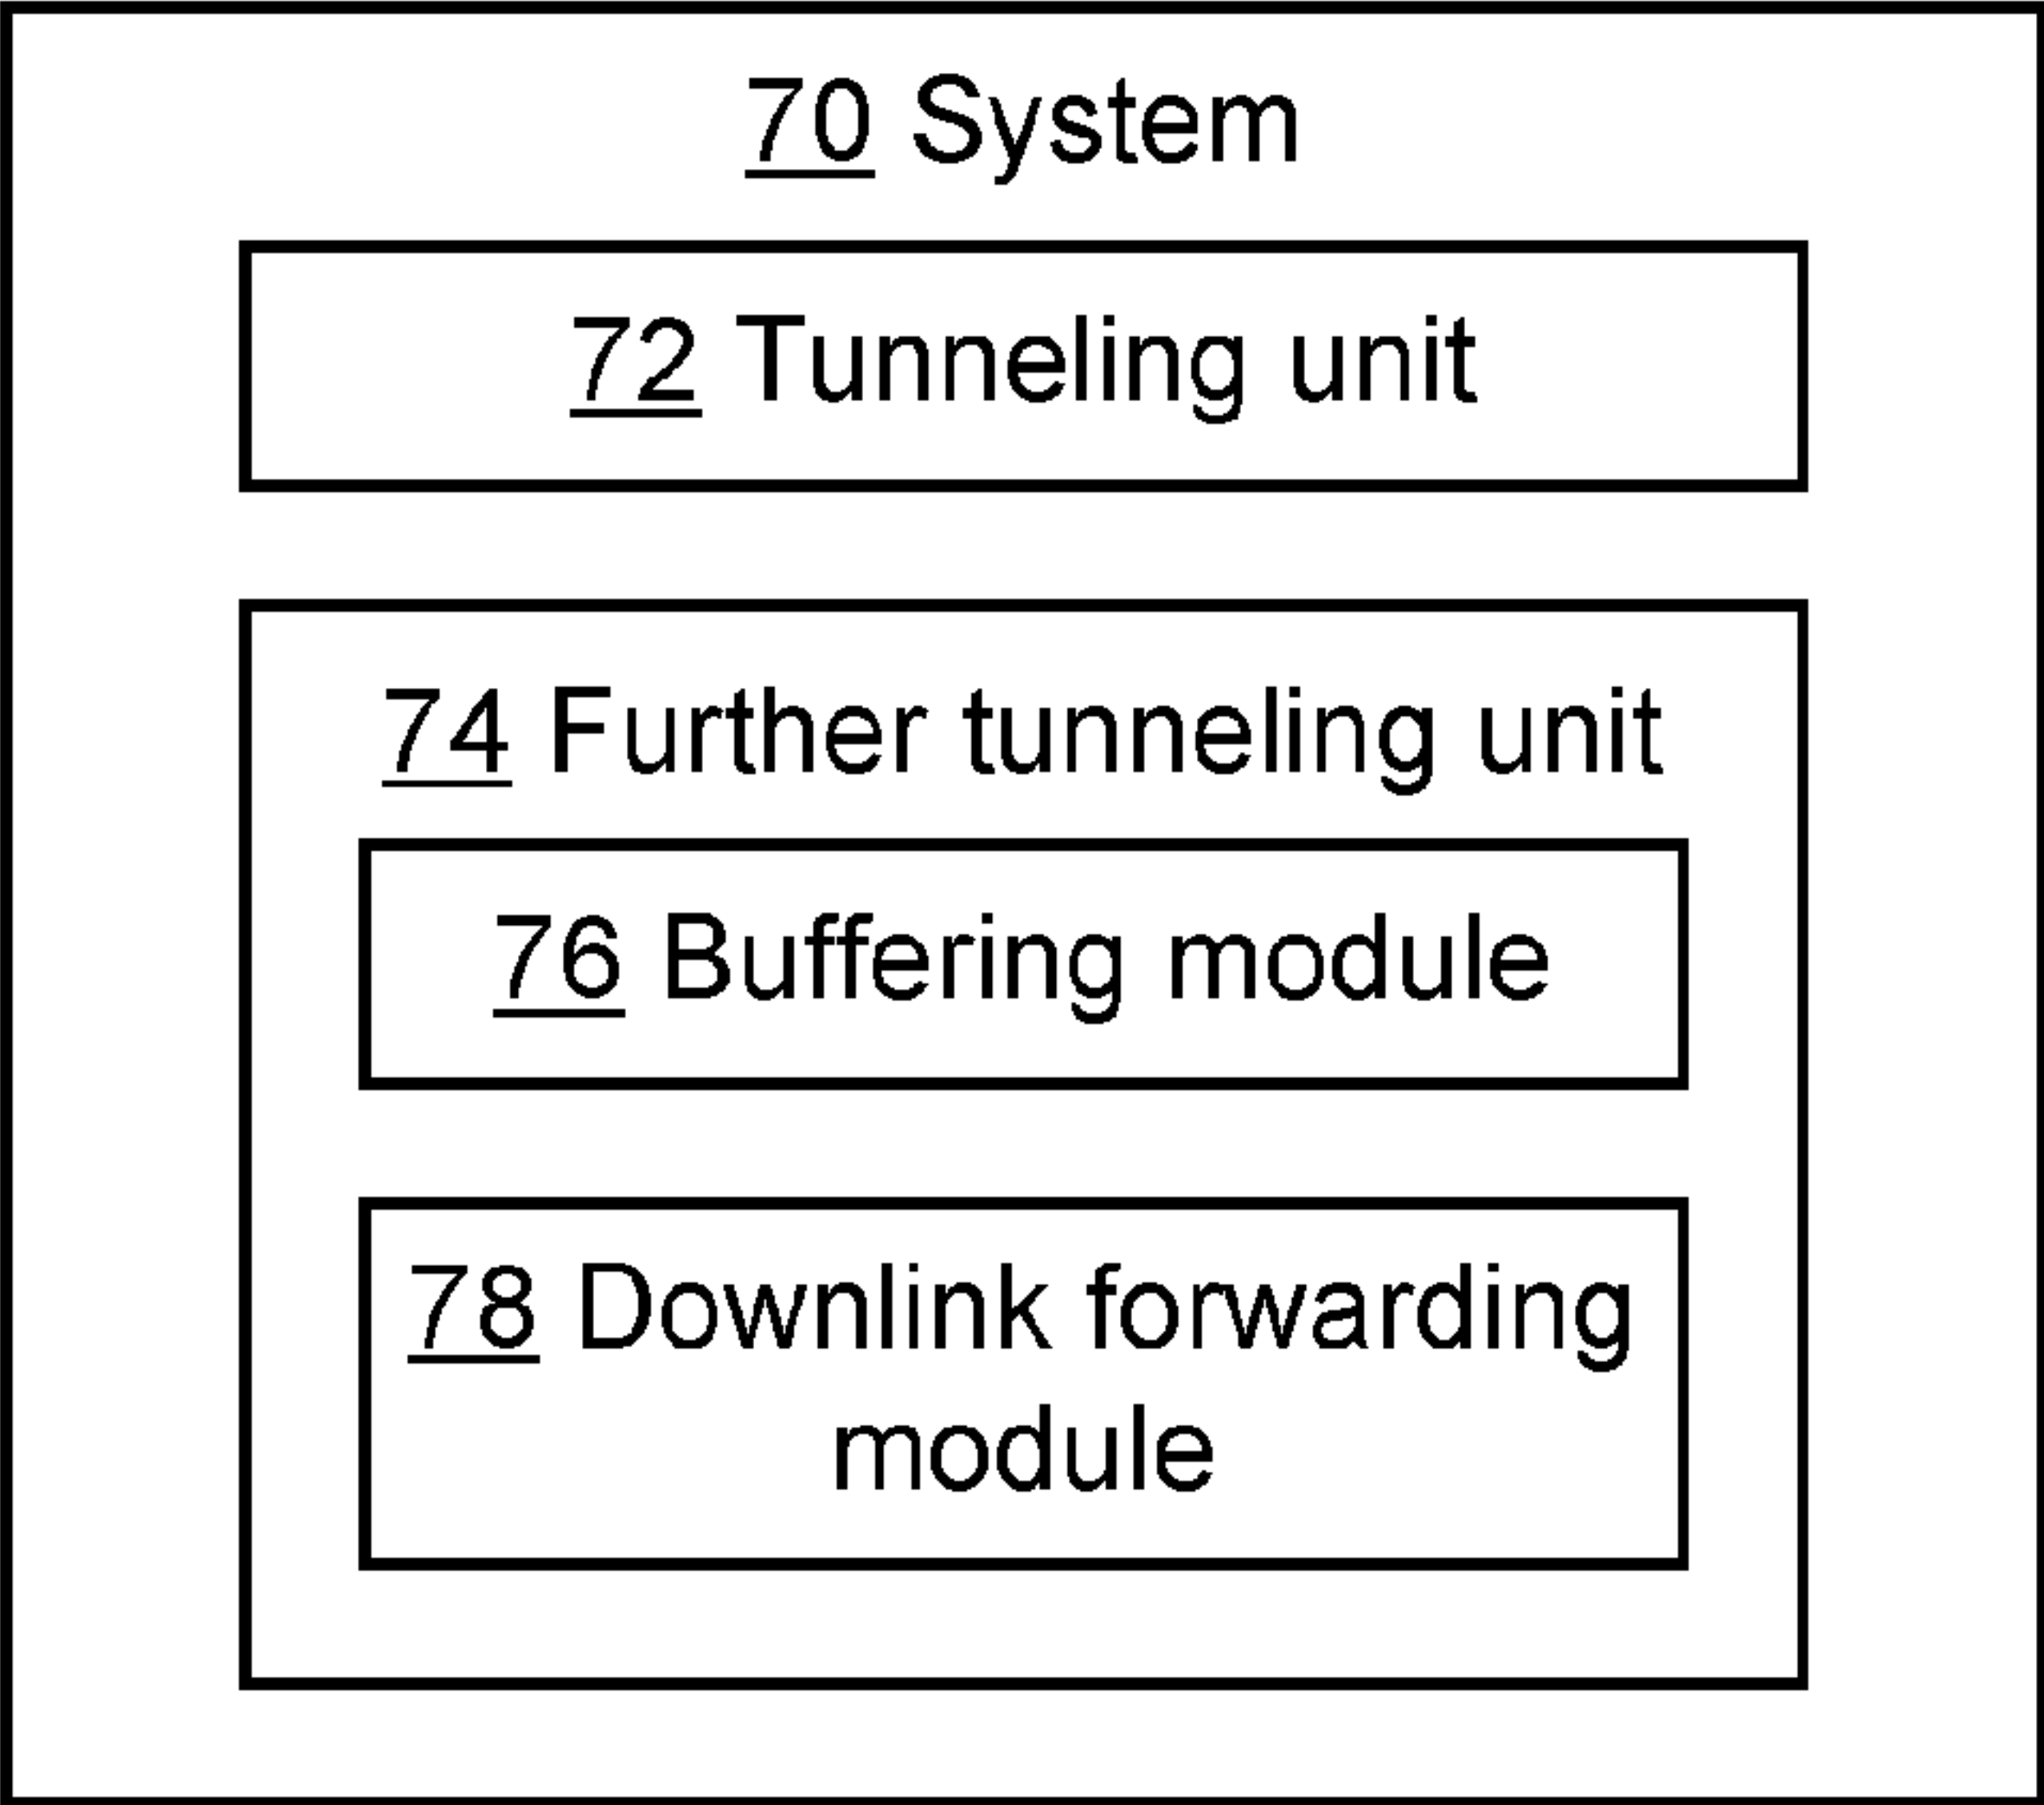 70 System
72 Tunneling unit
74 Further tunneling unit
76 Buffering module
78 Downlink forwarding
module